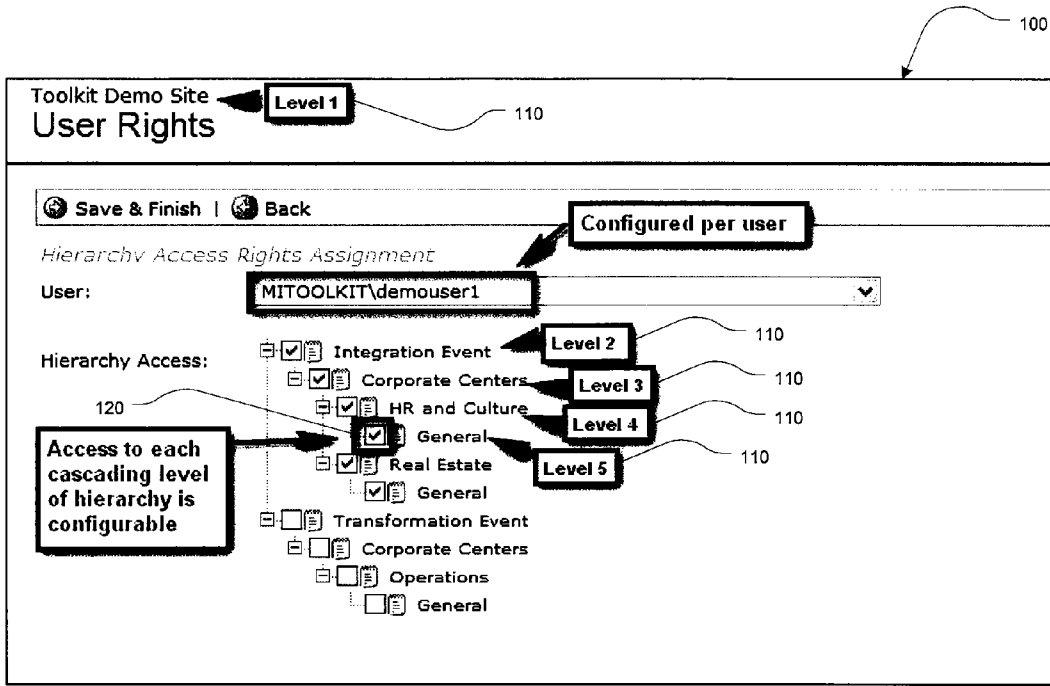 100
Toolkit Demo Site
Level 1
110
User Rights
Save & Finish | Back
Configured per user
Hierarchy Access Rights Assignment
User:
MITOOLKIT\demouser1
Hierarchy Access:
Integration Event
Level 2
110
Corporate Centers
Level 3
110
120
HR and Culture
Level 4
110
Access to each
cascading level
of hierarchy is
configurable
General
Level 5
110
Real Estate
General
Transformation Event
Corporate Centers
Operations
General